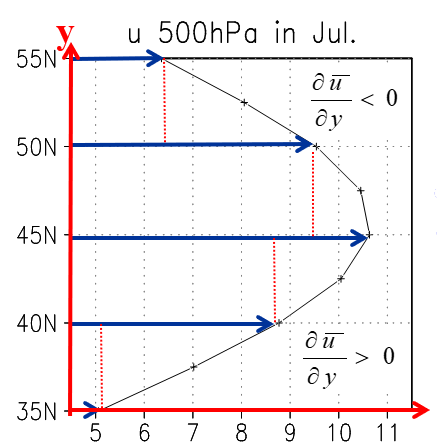 y
u 500hPa in Jul.
55N
∂u̅/∂y < 0
50N
45N
40N
∂u̅/∂y > 0
35N
5 6 7 8 9 10 11